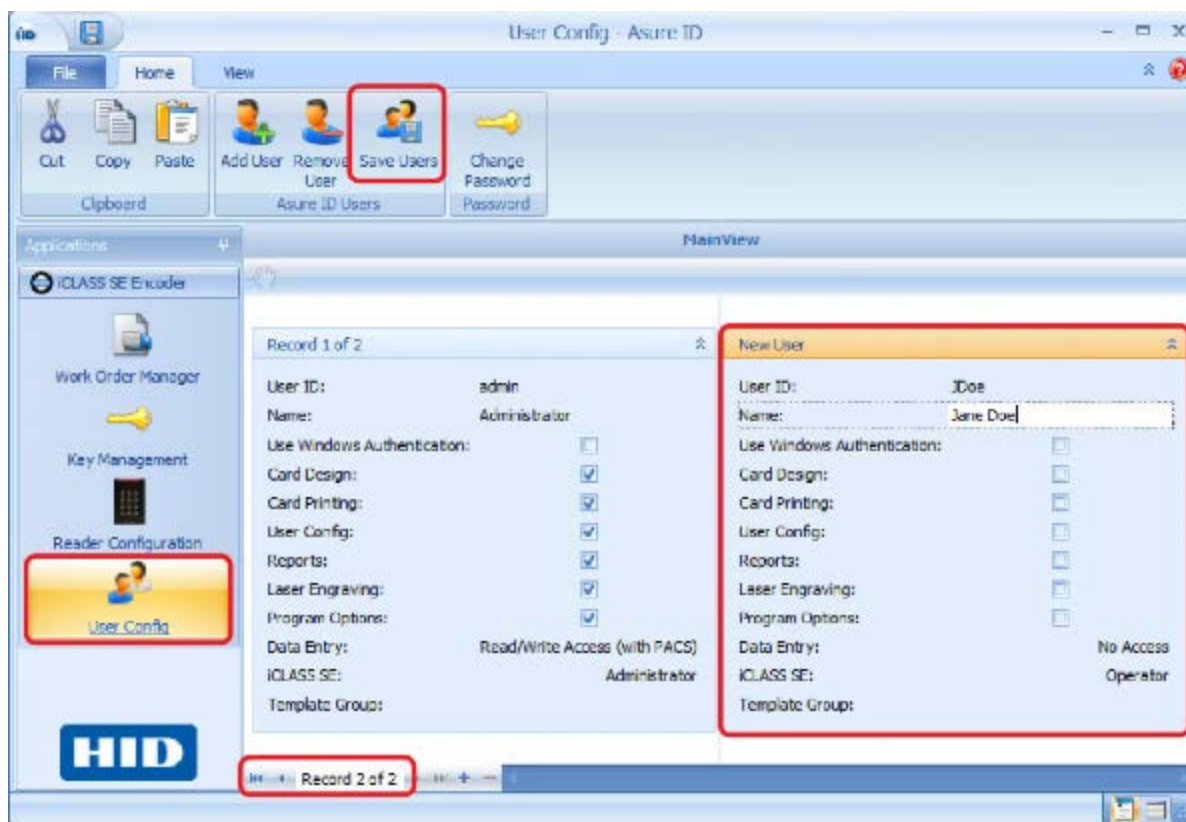 User Config - Asure ID
File Home View
Cut Copy Paste Add User Remove User Save Users Change Password
Clipboard Asure ID Users Password
Applications
MainView
iCLASS SE Encoder
Work Order Manager
Key Management
Reader Configuration
User Config
HID
Record 1 of 2
User ID: admin
Name: Administrator
Use Windows Authentication:
Card Design:
Card Printing:
User Config:
Reports:
Laser Engraving:
Program Options:
Data Entry: Read/Write Access (with PACS)
iCLASS SE: Administrator
Template Group:
New User
User ID: JDoe
Name: Jane Doe
Use Windows Authentication:
Card Design:
Card Printing:
User Config:
Reports:
Laser Engraving:
Program Options:
Data Entry: No Access
iCLASS SE: Operator
Template Group:
Record 2 of 2